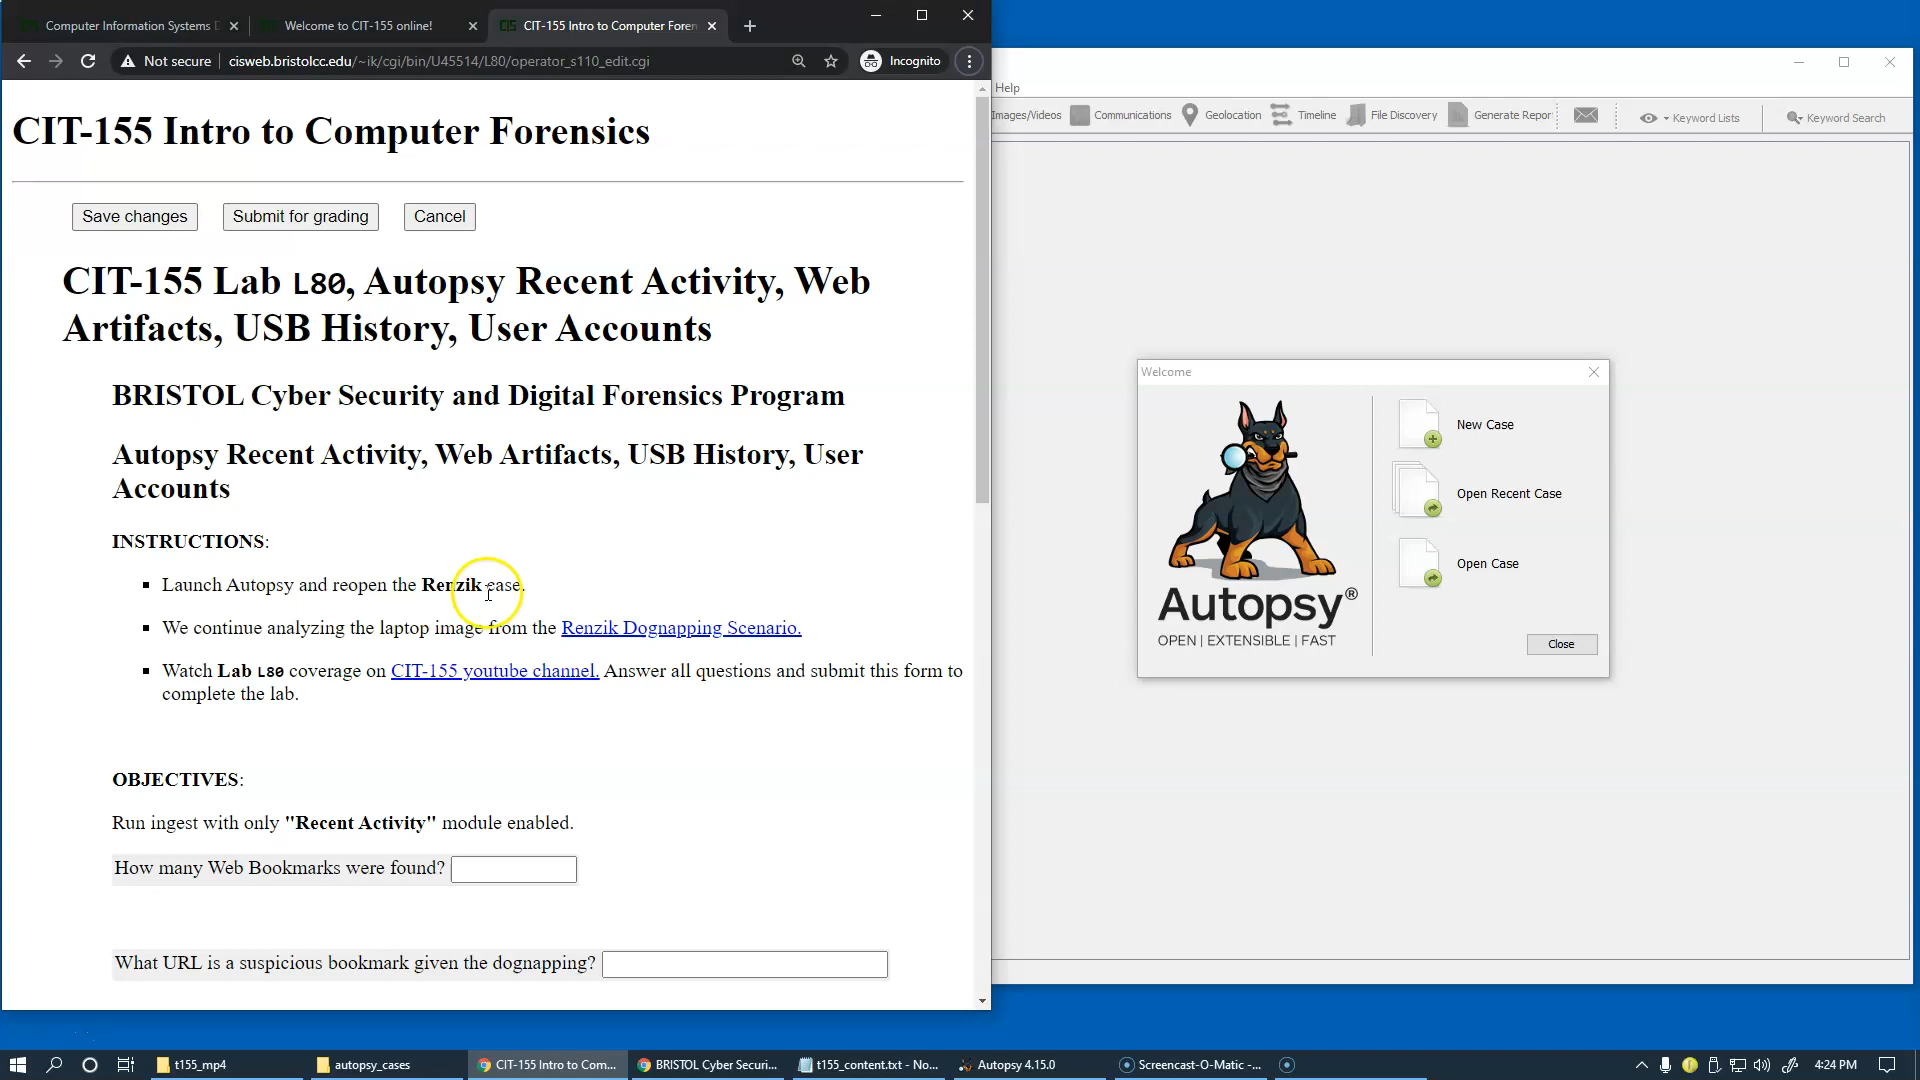 Computer Information Systems D
Welcome to CIT-155 online!
CIS CIT-155 Intro to Computer Foren
Not secure
cisweb.bristolcc.edu/~ik/cgi/bin/U45514/L80/operator_s110_edit.cgi
Incognito
CIT-155 Intro to Computer Forensics
Save changes
Submit for grading
Cancel
CIT-155 Lab L80, Autopsy Recent Activity, Web
Artifacts, USB History, User Accounts
BRISTOL Cyber Security and Digital Forensics Program
Autopsy Recent Activity, Web Artifacts, USB History, User
Accounts
INSTRUCTIONS:
Launch Autopsy and reopen the Renzik case.
We continue analyzing the laptop image from the Renzik Dognapping Scenario.
Watch Lab L80 coverage on CIT-155 youtube channel. Answer all questions and submit this form to
complete the lab.
OBJECTIVES:
Run ingest with only "Recent Activity" module enabled.
How many Web Bookmarks were found?
What URL is a suspicious bookmark given the dognapping?
Help
Images/Videos
Communications
Geolocation
Timeline
File Discovery
Generate Repor
Keyword Lists
Keyword Search
Welcome
New Case
Open Recent Case
Open Case
Autopsy®
OPEN | EXTENSIBLE | FAST
Close
t155_mp4
autopsy_cases
CIT-155 Intro to Com...
BRISTOL Cyber Securi...
t155_content.txt - No...
Autopsy 4.15.0
Screencast-O-Matic -...
4:24 PM